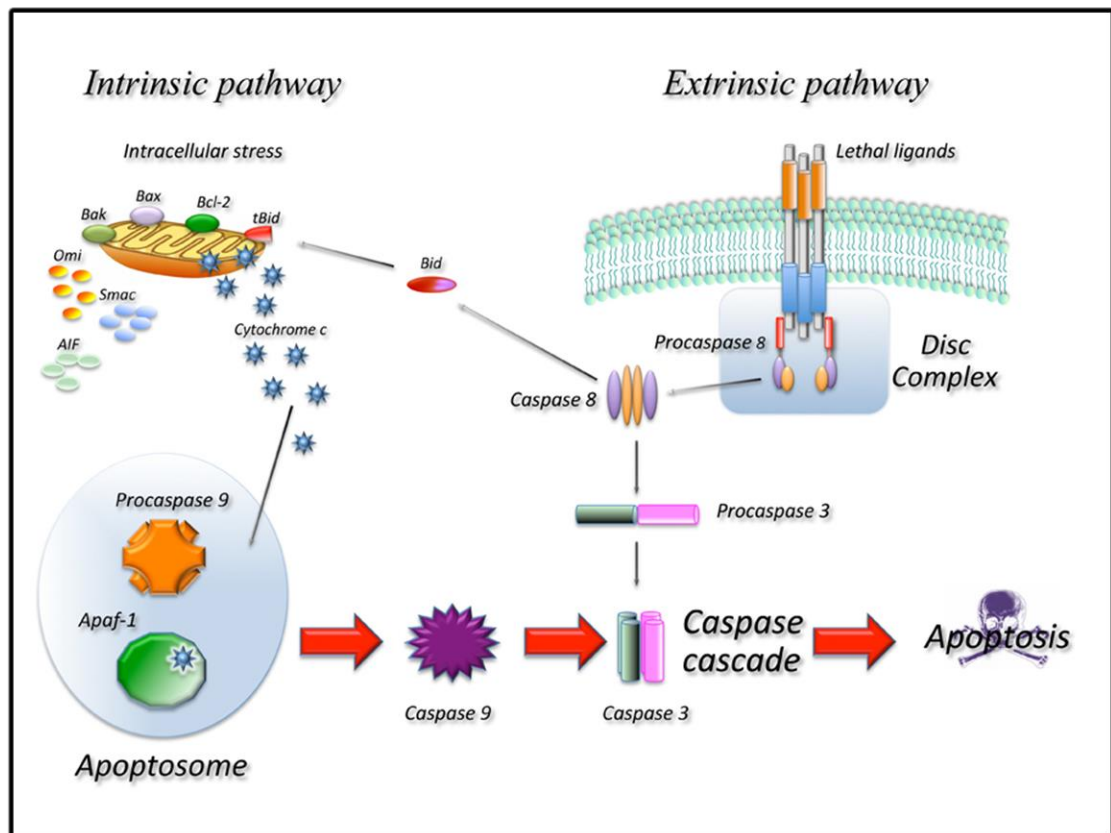 Intrinsic pathway
Extrinsic pathway
Intracellular stress
Lethal ligands
Bax
Bcl-2
Bak
tBid
Omi
Bid
Smac
Cytochrome c
AIF
Procaspase 8
Disc
Complex
Caspase 8
Procaspase 9
Procaspase 3
Apaf-1
Caspase
cascade
Apoptosis
Caspase 9
Caspase 3
Apoptosome